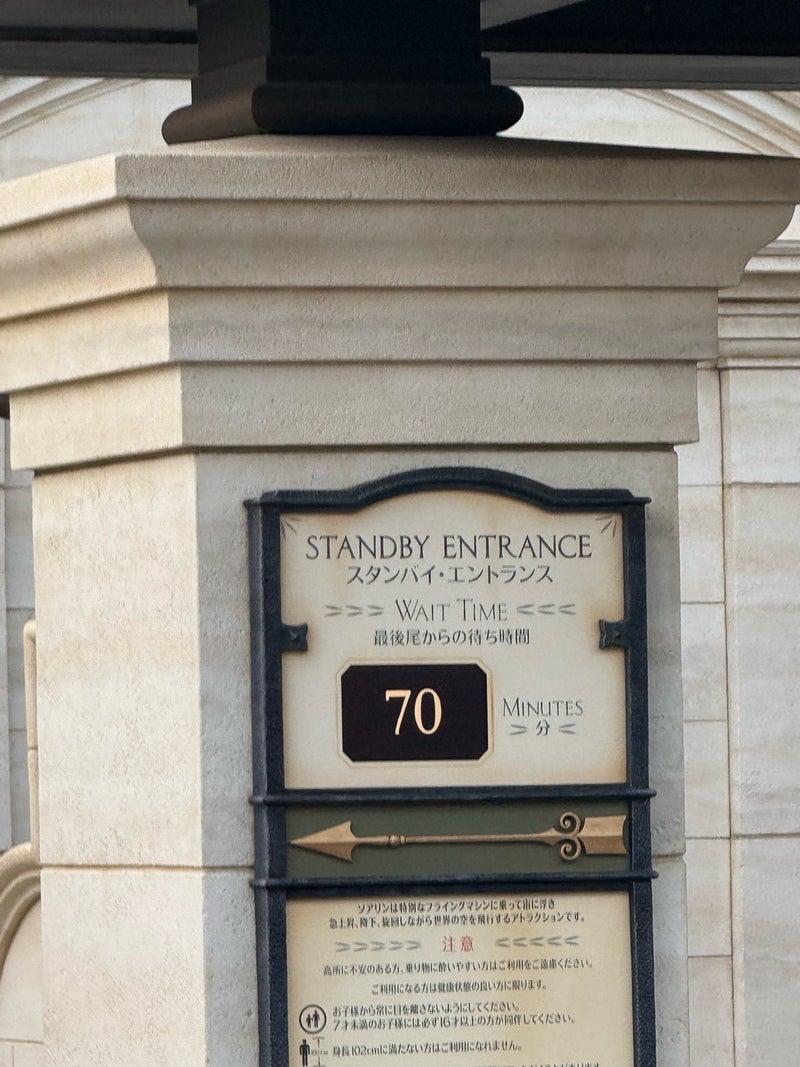 STANDBY ENTRANCE
スタンバイ・エントランス
WAIT TIME
最後尾からの待ち時間
70
MINUTES
分
ソアリンは特別なフライングマシンに乗って宙に浮き
急上昇、降下、旋回しながら世界の空を飛行するアトラクションです。
注意
高所に不安のある方、乗り物に酔いやすい方はご利用をご遠慮ください。
ご利用になる方は健康状態の良い方に限ります。
お子様から常に目を離さないようにしてください。
7才未満のお子様には必ず16才以上の方が同伴してください。
身長102cmに満たない方はご利用になれません。